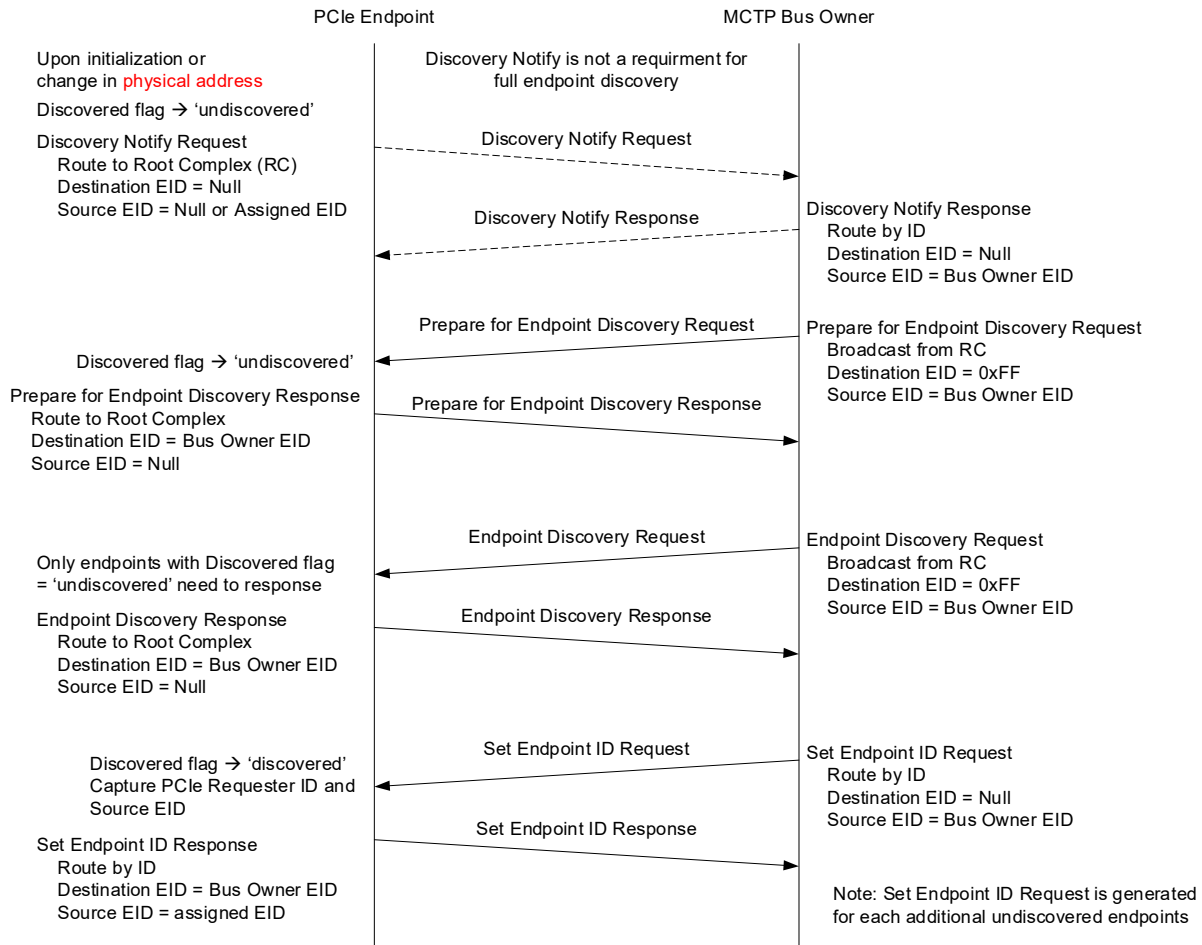 PCIe Endpoint
MCTP Bus Owner
Upon initialization or
change in physical address
Discovered flag → ‘undiscovered’
Discovery Notify is not a requirment for
full endpoint discovery
Discovery Notify Request
Route to Root Complex (RC)
Destination EID = Null
Source EID = Null or Assigned EID
Discovery Notify Request
Discovery Notify Response
Discovery Notify Response
Route by ID
Destination EID = Null
Source EID = Bus Owner EID
Prepare for Endpoint Discovery Request
Prepare for Endpoint Discovery Request
Broadcast from RC
Destination EID = 0xFF
Source EID = Bus Owner EID
Discovered flag → ‘undiscovered’
Prepare for Endpoint Discovery Response
Route to Root Complex
Destination EID = Bus Owner EID
Source EID = Null
Prepare for Endpoint Discovery Response
Endpoint Discovery Request
Endpoint Discovery Request
Broadcast from RC
Destination EID = 0xFF
Source EID = Bus Owner EID
Only endpoints with Discovered flag
= ‘undiscovered’ need to response
Endpoint Discovery Response
Route to Root Complex
Destination EID = Bus Owner EID
Source EID = Null
Endpoint Discovery Response
Set Endpoint ID Request
Set Endpoint ID Request
Route by ID
Destination EID = Null
Source EID = Bus Owner EID
Discovered flag → ‘discovered’
Capture PCIe Requester ID and
Source EID
Set Endpoint ID Response
Set Endpoint ID Response
Route by ID
Destination EID = Bus Owner EID
Source EID = assigned EID
Note: Set Endpoint ID Request is generated
for each additional undiscovered endpoints